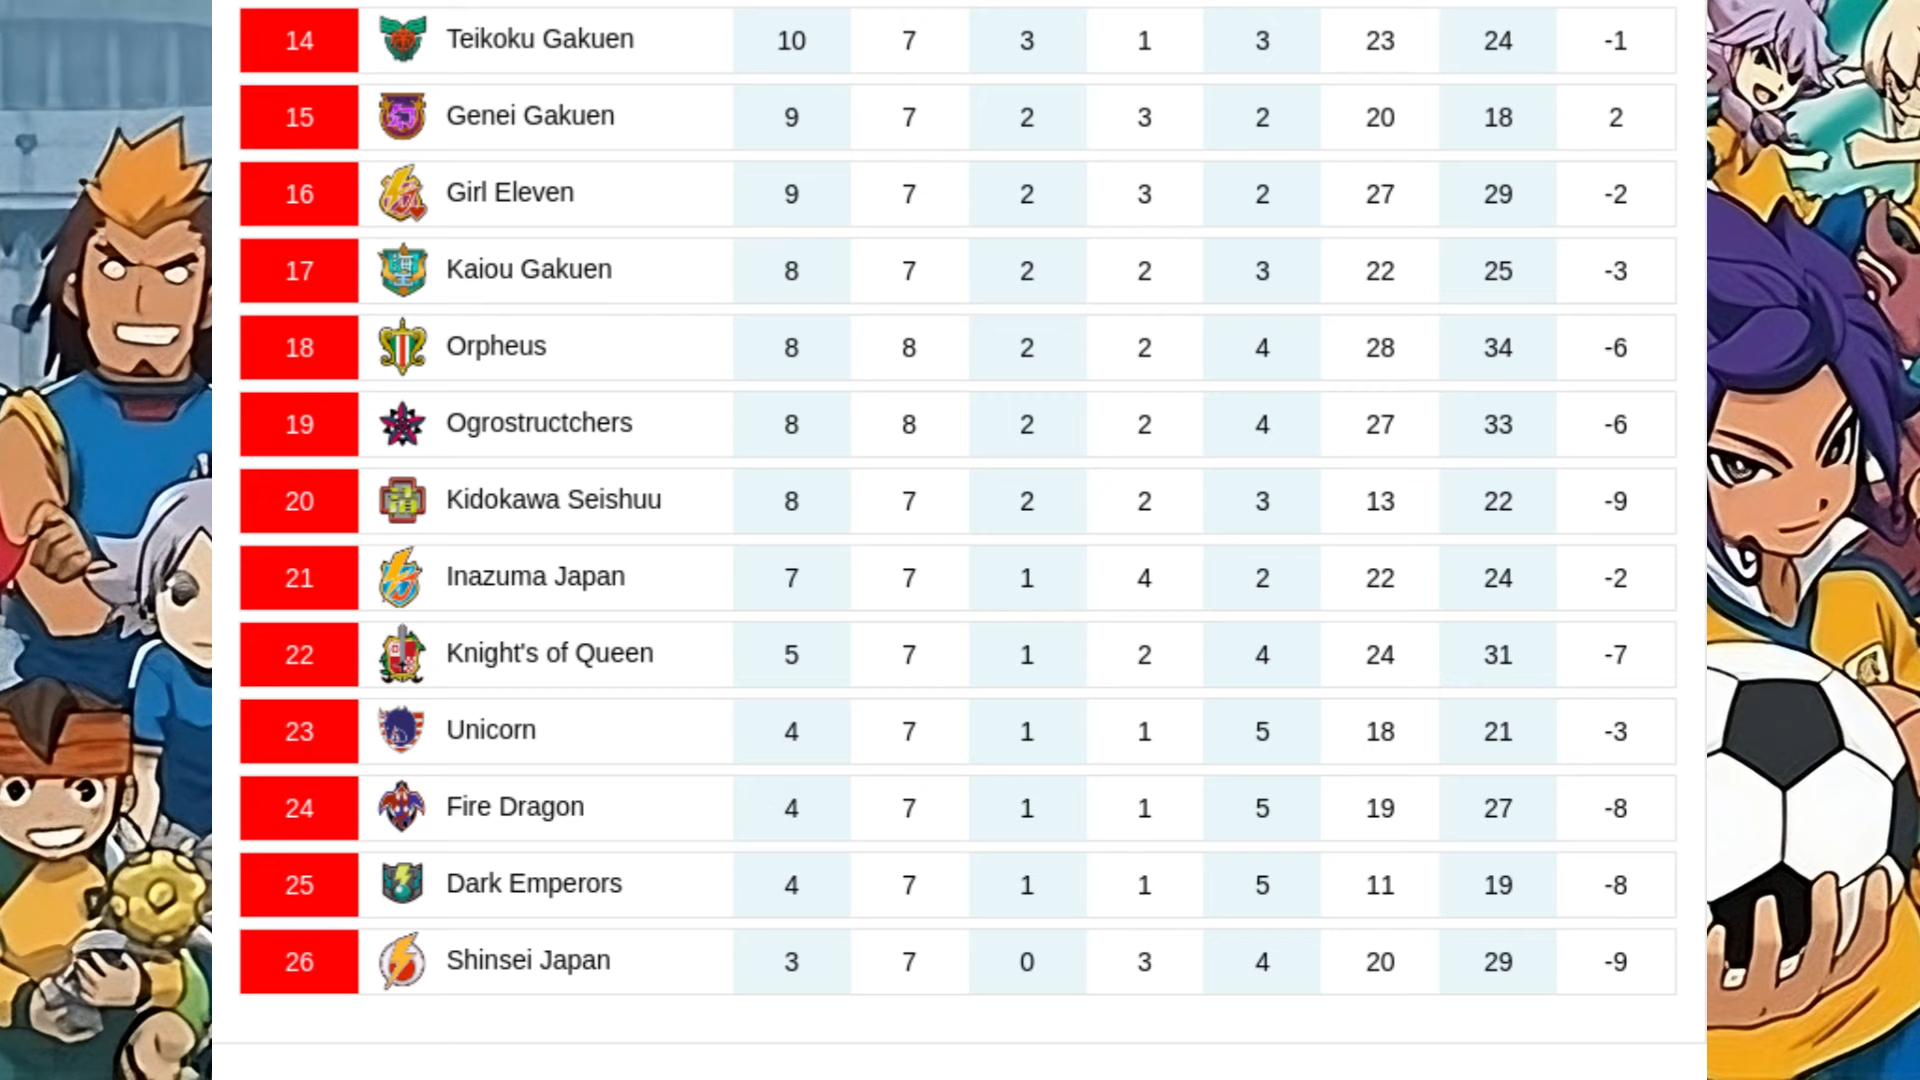 14 Teikoku Gakuen 10 7 3 1 3 23 24 -1
15 Genei Gakuen 9 7 2 3 2 20 18 2
16 Girl Eleven 9 7 2 3 2 27 29 -2
17 Kaiou Gakuen 8 7 2 2 3 22 25 -3
18 Orpheus 8 8 2 2 4 28 34 -6
19 Ogrostructchers 8 8 2 2 4 27 33 -6
20 Kidokawa Seishuu 8 7 2 2 3 13 22 -9
21 Inazuma Japan 7 7 1 4 2 22 24 -2
22 Knight's of Queen 5 7 1 2 4 24 31 -7
23 Unicorn 4 7 1 1 5 18 21 -3
24 Fire Dragon 4 7 1 1 5 19 27 -8
25 Dark Emperors 4 7 1 1 5 11 19 -8
26 Shinsei Japan 3 7 0 3 4 20 29 -9